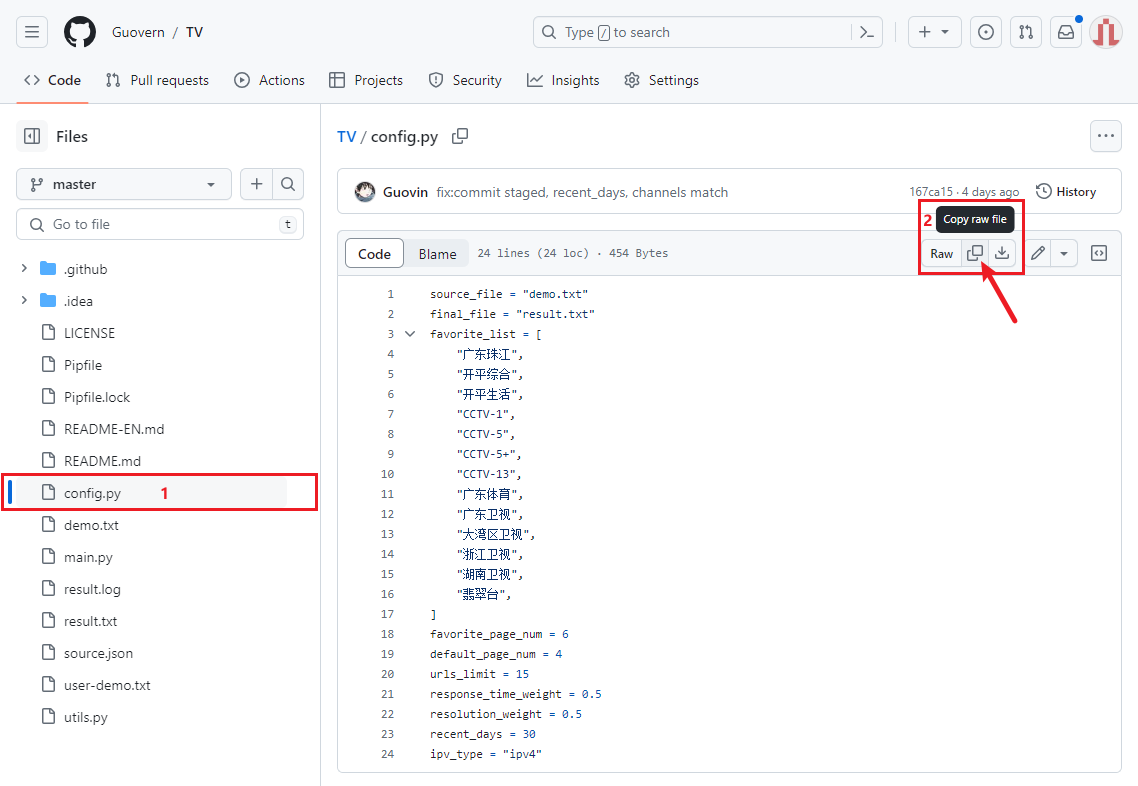 Guovern / TV
Type / to search
Code
Pull requests
Actions
Projects
Security
Insights
Settings
Files
master
Go to file
t
.github
.idea
LICENSE
Pipfile
Pipfile.lock
README-EN.md
README.md
config.py 1
demo.txt
main.py
result.log
result.txt
source.json
user-demo.txt
utils.py
TV / config.py
Guovin fix:commit staged, recent_days, channels match
167ca15 · 4 days ago
History
2 Copy raw file
Code
Blame
24 lines (24 loc) · 454 Bytes
Raw
1 source_file = "demo.txt"
2 final_file = "result.txt"
3 favorite_list = [
4 "广东珠江",
5 "开平综合",
6 "开平生活",
7 "CCTV-1",
8 "CCTV-5",
9 "CCTV-5+",
10 "CCTV-13",
11 "广东体育",
12 "广东卫视",
13 "大湾区卫视",
14 "浙江卫视",
15 "湖南卫视",
16 "翡翠台",
17 ]
18 favorite_page_num = 6
19 default_page_num = 4
20 urls_limit = 15
21 response_time_weight = 0.5
22 resolution_weight = 0.5
23 recent_days = 30
24 ipv_type = "ipv4"